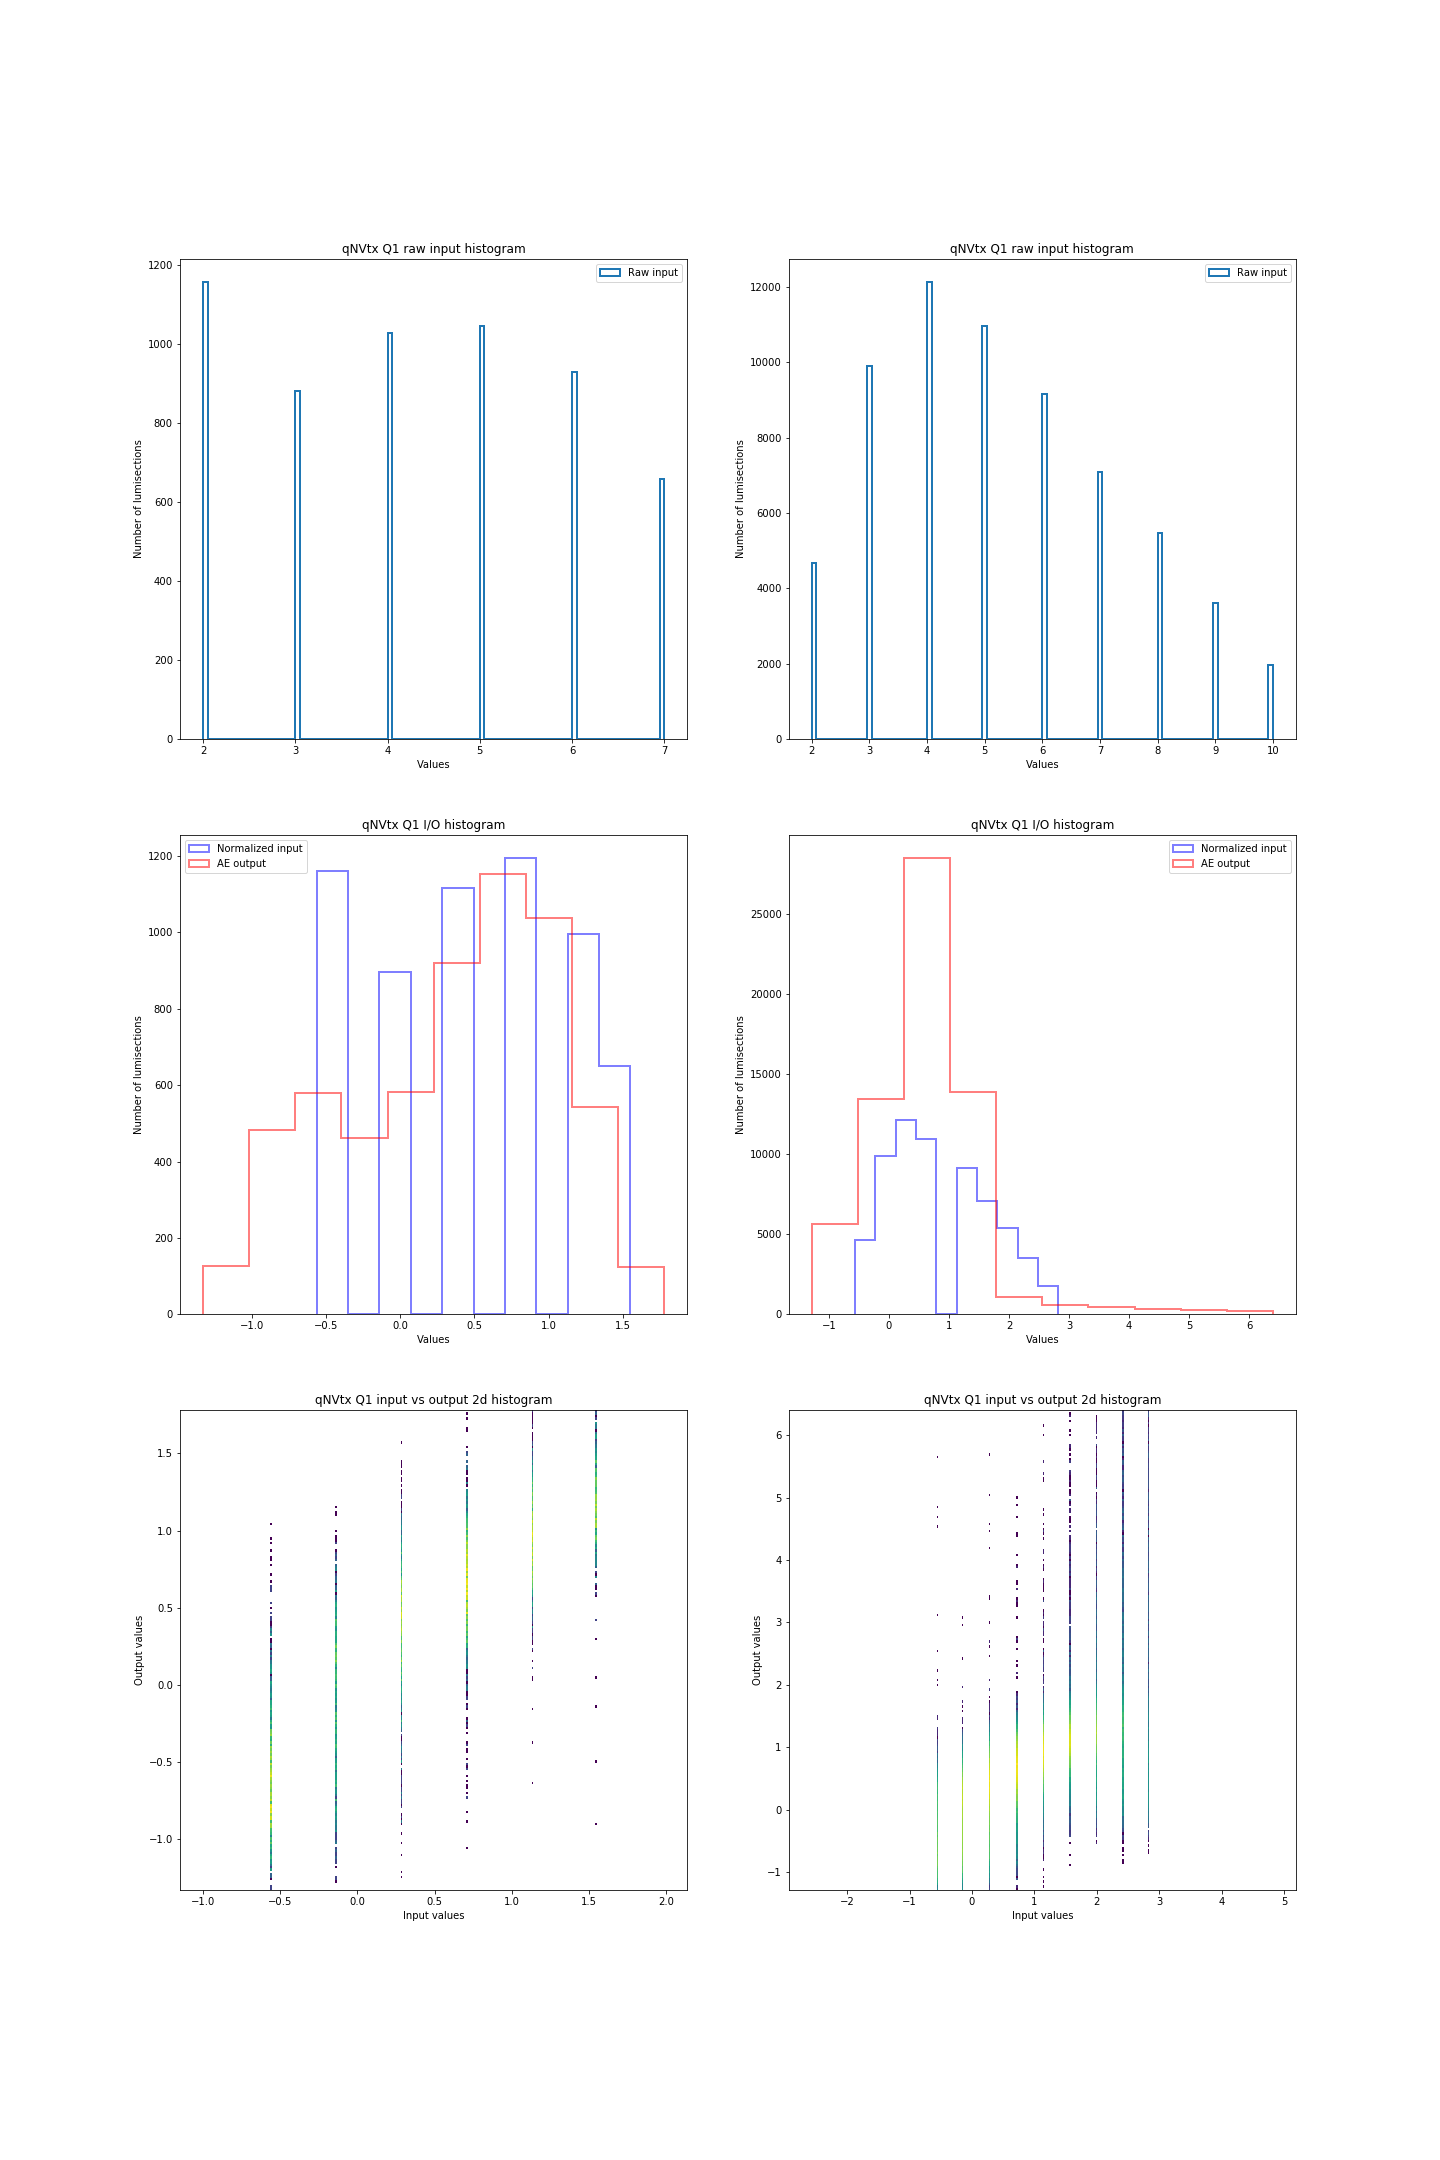 qNVtx Q1 raw input histogram
Raw input
1200
1000
800
600
400
200
0
Number of lumisections
2 3 4 5 6 7
Values
qNVtx Q1 raw input histogram
Raw input
12000
10000
8000
6000
4000
2000
0
Number of lumisections
2 3 4 5 6 7 8 9 10
Values
qNVtx Q1 I/O histogram
Normalized input
AE output
1200
1000
800
600
400
200
0
Number of lumisections
−1.0 −0.5 0.0 0.5 1.0 1.5
Values
qNVtx Q1 I/O histogram
Normalized input
AE output
25000
20000
15000
10000
5000
0
Number of lumisections
−1 0 1 2 3 4 5 6
Values
qNVtx Q1 input vs output 2d histogram
1.5
1.0
0.5
0.0
−0.5
−1.0
Output values
−1.0 −0.5 0.0 0.5 1.0 1.5 2.0
Input values
qNVtx Q1 input vs output 2d histogram
6
5
4
3
2
1
0
−1
Output values
−2 −1 0 1 2 3 4 5
Input values